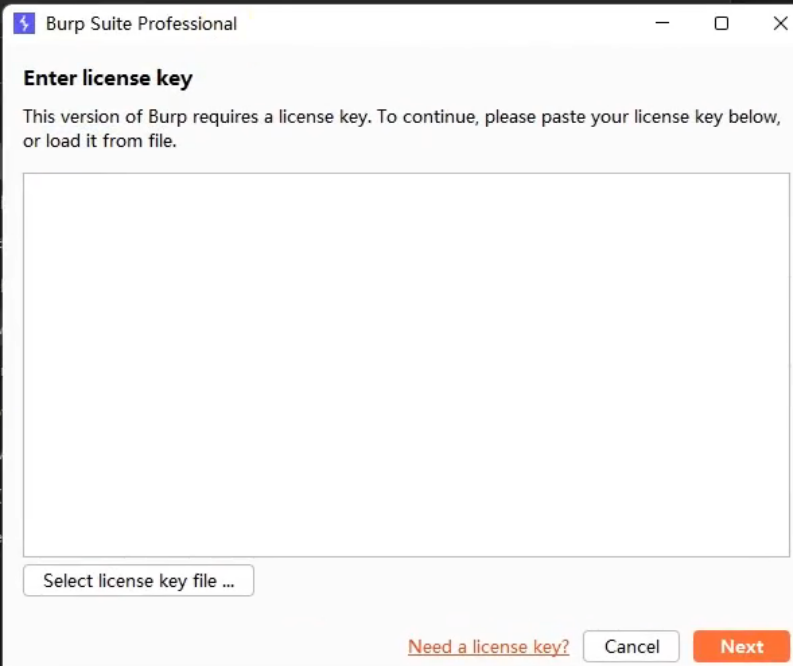 Burp Suite Professional
Enter license key
This version of Burp requires a license key. To continue, please paste your license key below,
or load it from file.
Select license key file ...
Need a license key?
Cancel
Next